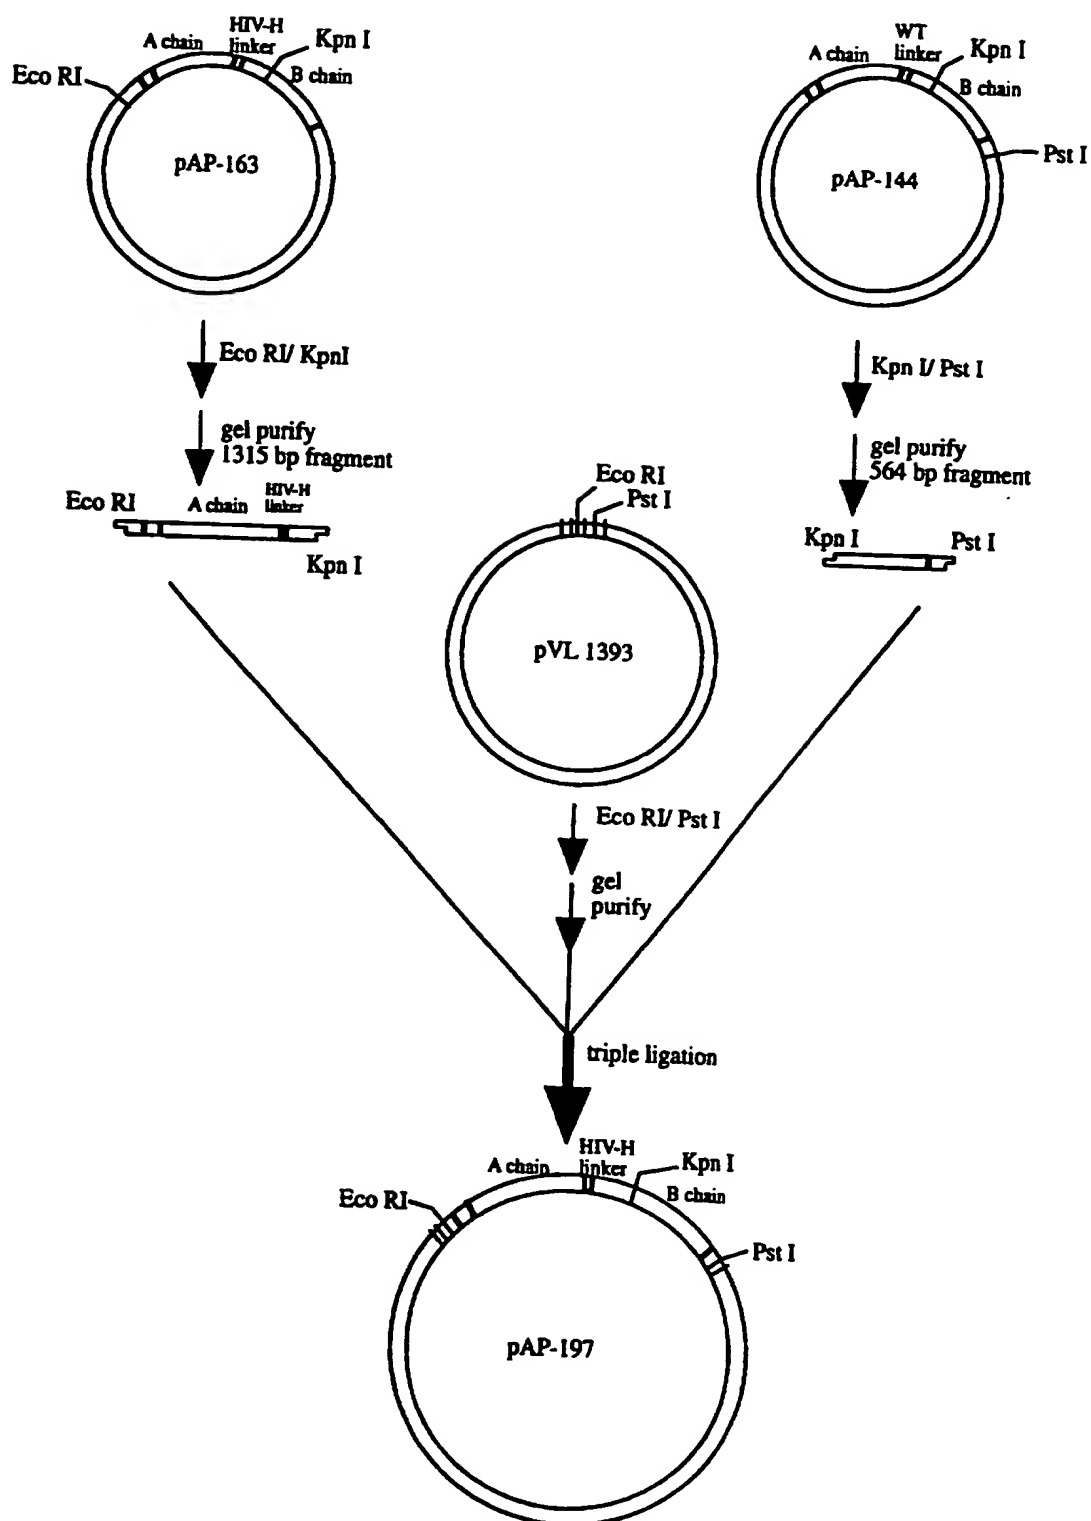 A chain
HIV-H
linker
Kpn I
B chain
Eco RI
pAP-163
A chain
WT
linker
Kpn I
B chain
Pst I
pAP-144
Eco RI/ KpnI
gel purify
1315 bp fragment
Kpn I/ Pst I
gel purify
564 bp fragment
Eco RI
A chain
HIV-H
linker
Kpn I
Eco RI
Pst I
Kpn I
Pst I
pVL 1393
Eco RI/ Pst I
gel
purify
triple ligation
A chain
HIV-H
linker
Kpn I
B chain
Eco RI
Pst I
pAP-197